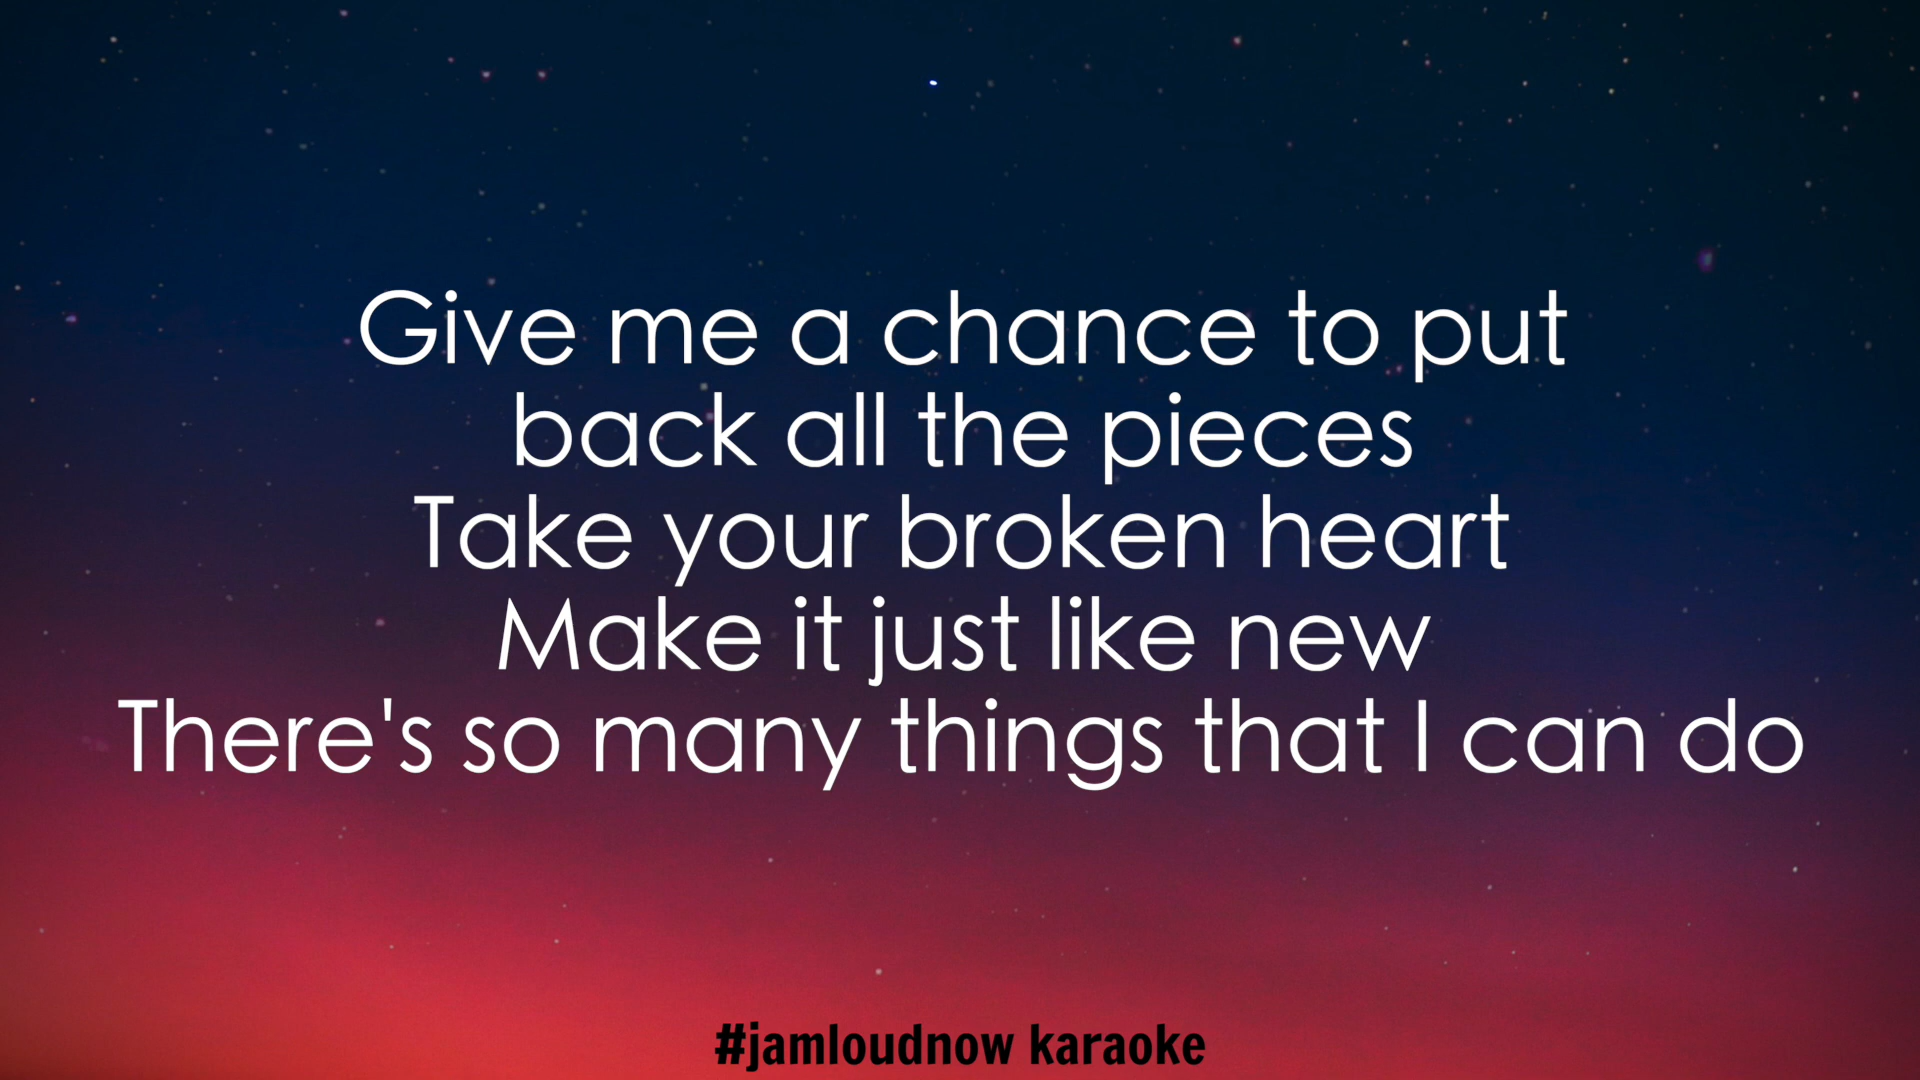 Give me a chance to put
back all the pieces
Take your broken heart
Make it just like new
There's so many things that I can do
#jamloudnow karaoke